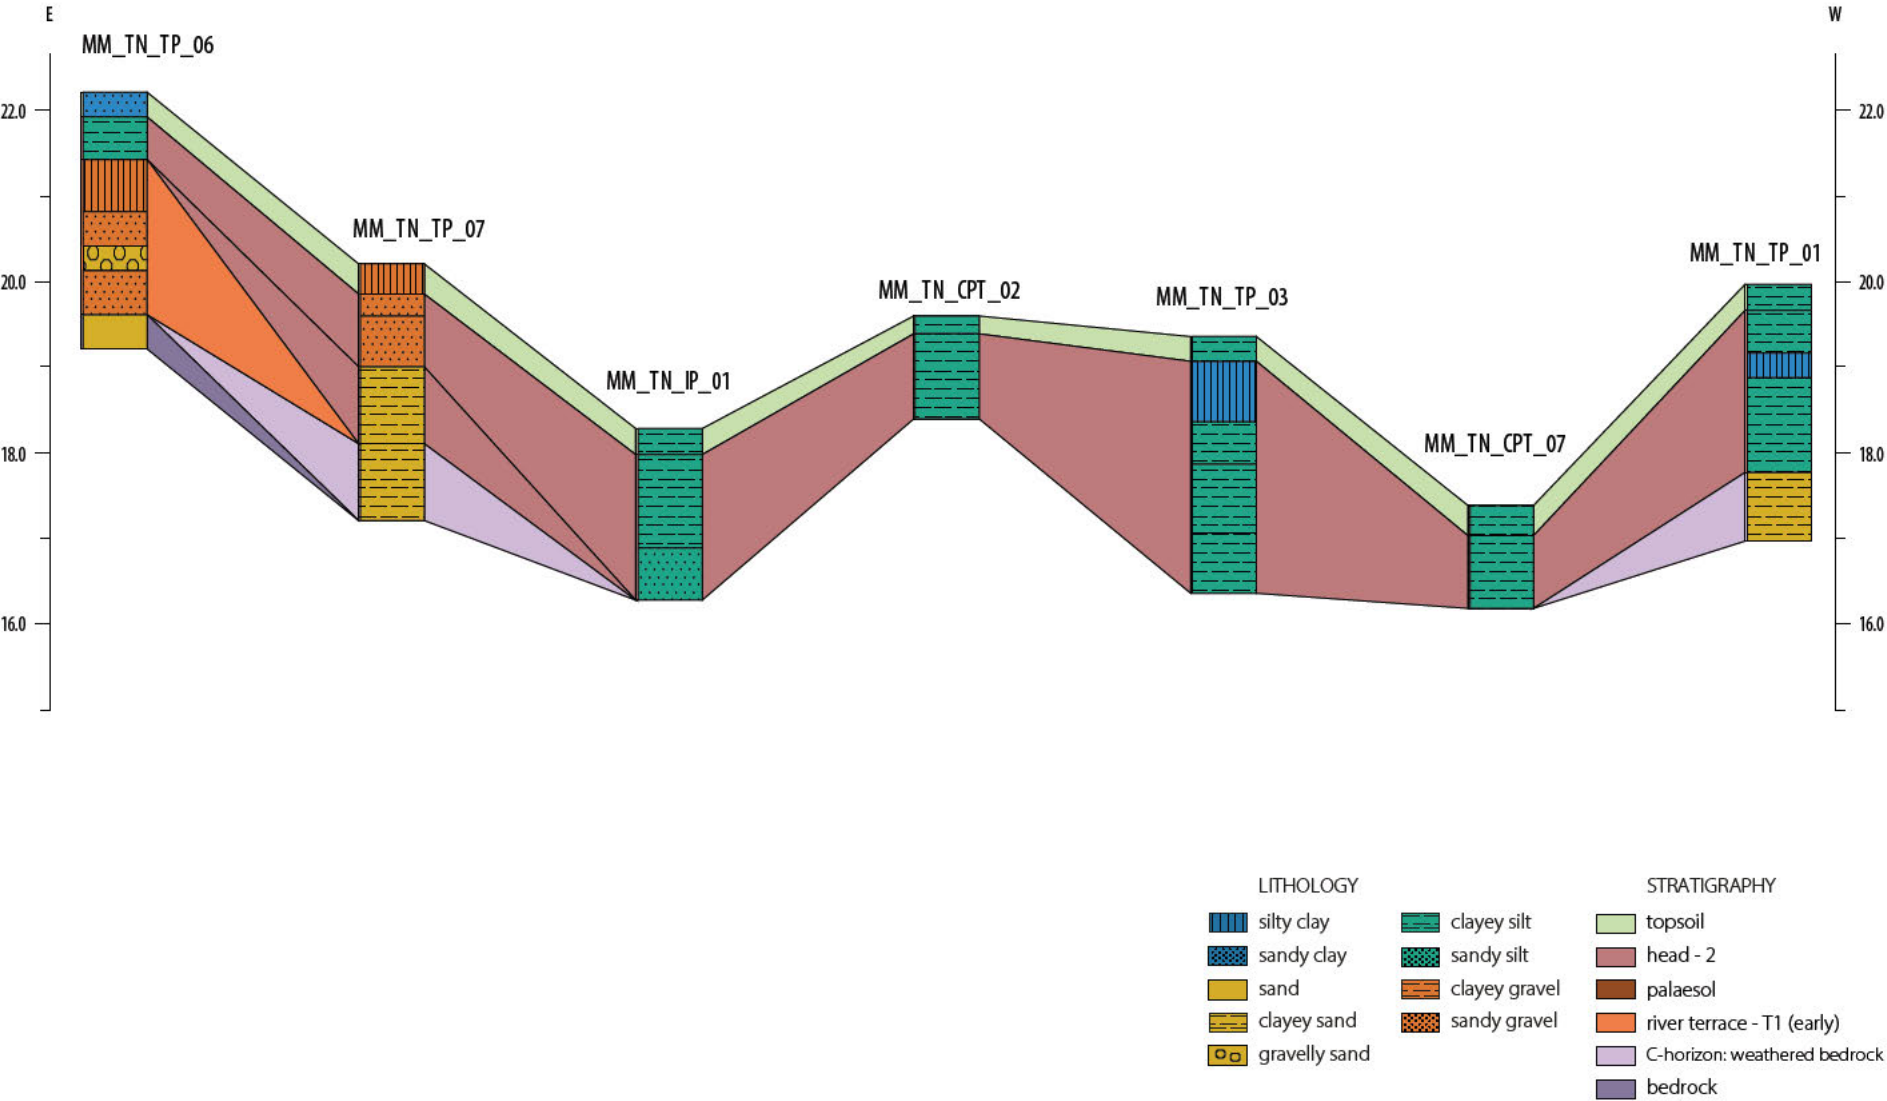 E
W
MM_TN_TP_06
22.0
22.0
MM_TN_TP_07
MM_TN_TP_01
20.0
MM_TN_CPT_02
MM_TN_TP_03
20.0
MM_TN_IP_01
MM_TN_CPT_07
18.0
18.0
16.0
16.0
LITHOLOGY
STRATIGRAPHY
silty clay
clayey silt
topsoil
sandy clay
sandy silt
head - 2
sand
clayey gravel
palaesol
clayey sand
sandy gravel
river terrace - T1 (early)
gravelly sand
C-horizon: weathered bedrock
bedrock